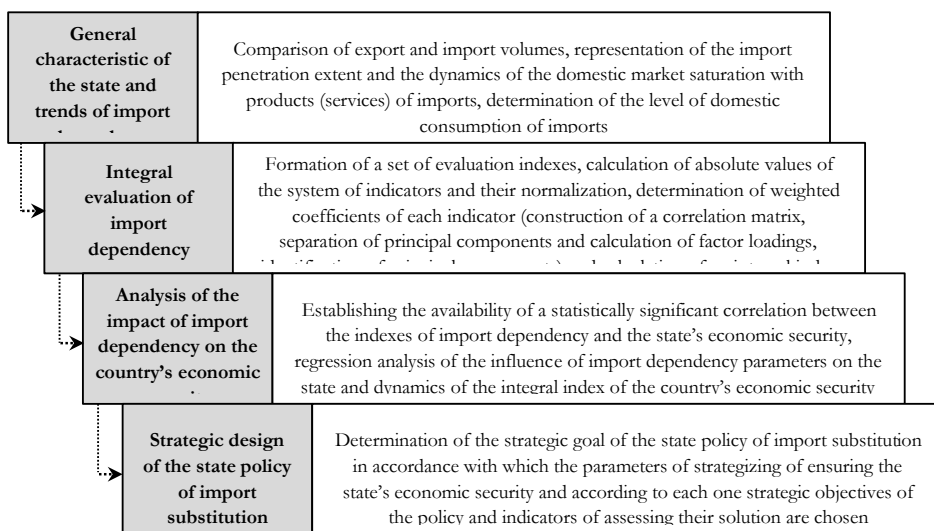 General
characteristic of
the state and
trends of import
Comparison of export and import volumes, representation of the import
penetration extent and the dynamics of the domestic market saturation with
products (services) of imports, determination of the level of domestic
consumption of imports
Integral
evaluation of
import
dependency
Formation of a set of evaluation indexes, calculation of absolute values of
the system of indicators and their normalization, determination of weighted
coefficients of each indicator (construction of a correlation matrix,
separation of principal components and calculation of factor loadings,
Analysis of the
impact of import
dependency on the
country's economic
Establishing the availability of a statistically significant correlation between
the indexes of import dependency and the state's economic security,
regression analysis of the influence of import dependency parameters on the
state and dynamics of the integral index of the country's economic security
Strategic design
of the state policy
of import
substitution
Determination of the strategic goal of the state policy of import substitution
in accordance with which the parameters of strategizing of ensuring the
state's economic security and according to each one strategic objectives of
the policy and indicators of assessing their solution are chosen